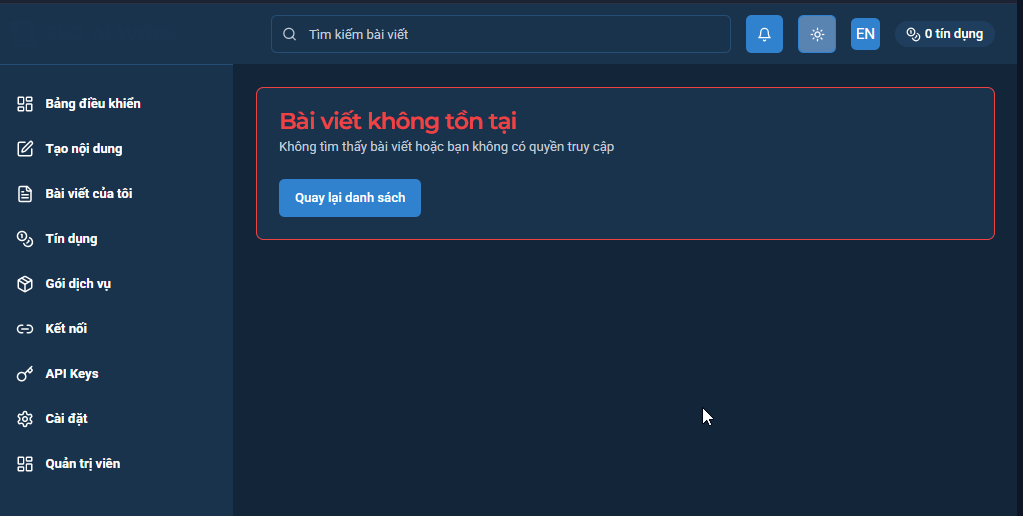 Tìm kiếm bài viết
EN
0 tín dụng
Bảng điều khiển
Tạo nội dung
Bài viết của tôi
Tín dụng
Gói dịch vụ
Kết nối
API Keys
Cài đặt
Quản trị viên
Bài viết không tồn tại
Không tìm thấy bài viết hoặc bạn không có quyền truy cập
Quay lại danh sách